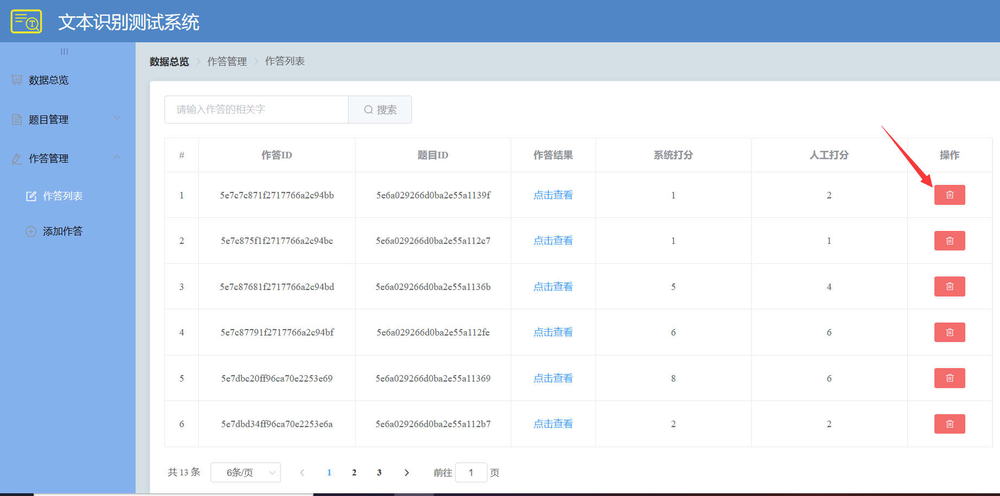 文本识别测试系统
数据总览
题目管理
作答管理
作答列表
添加作答
数据总览 作答管理 作答列表
请输入作答的相关字 搜索
# 作答ID 题目ID 作答结果 系统打分 人工打分 操作
1 5e7c7c871f2717766a2c94bb 5e6a029266d0ba2e55a1139f 点击查看 1 2
2 5e7c875f1f2717766a2c94bc 5e6a029266d0ba2e55a112c7 点击查看 1 1
3 5e7c87681f2717766a2c94bd 5e6a029266d0ba2e55a1136b 点击查看 5 4
4 5e7c87791f2717766a2c94bf 5e6a029266d0ba2e55a112fe 点击查看 6 6
5 5e7dbc20ff96ca70e2253e69 5e6a029266d0ba2e55a11369 点击查看 8 6
6 5e7dbd34ff96ca70e2253e6a 5e6a029266d0ba2e55a112b7 点击查看 2 2
共 13 条 6条/页 1 2 3 前往 1 页